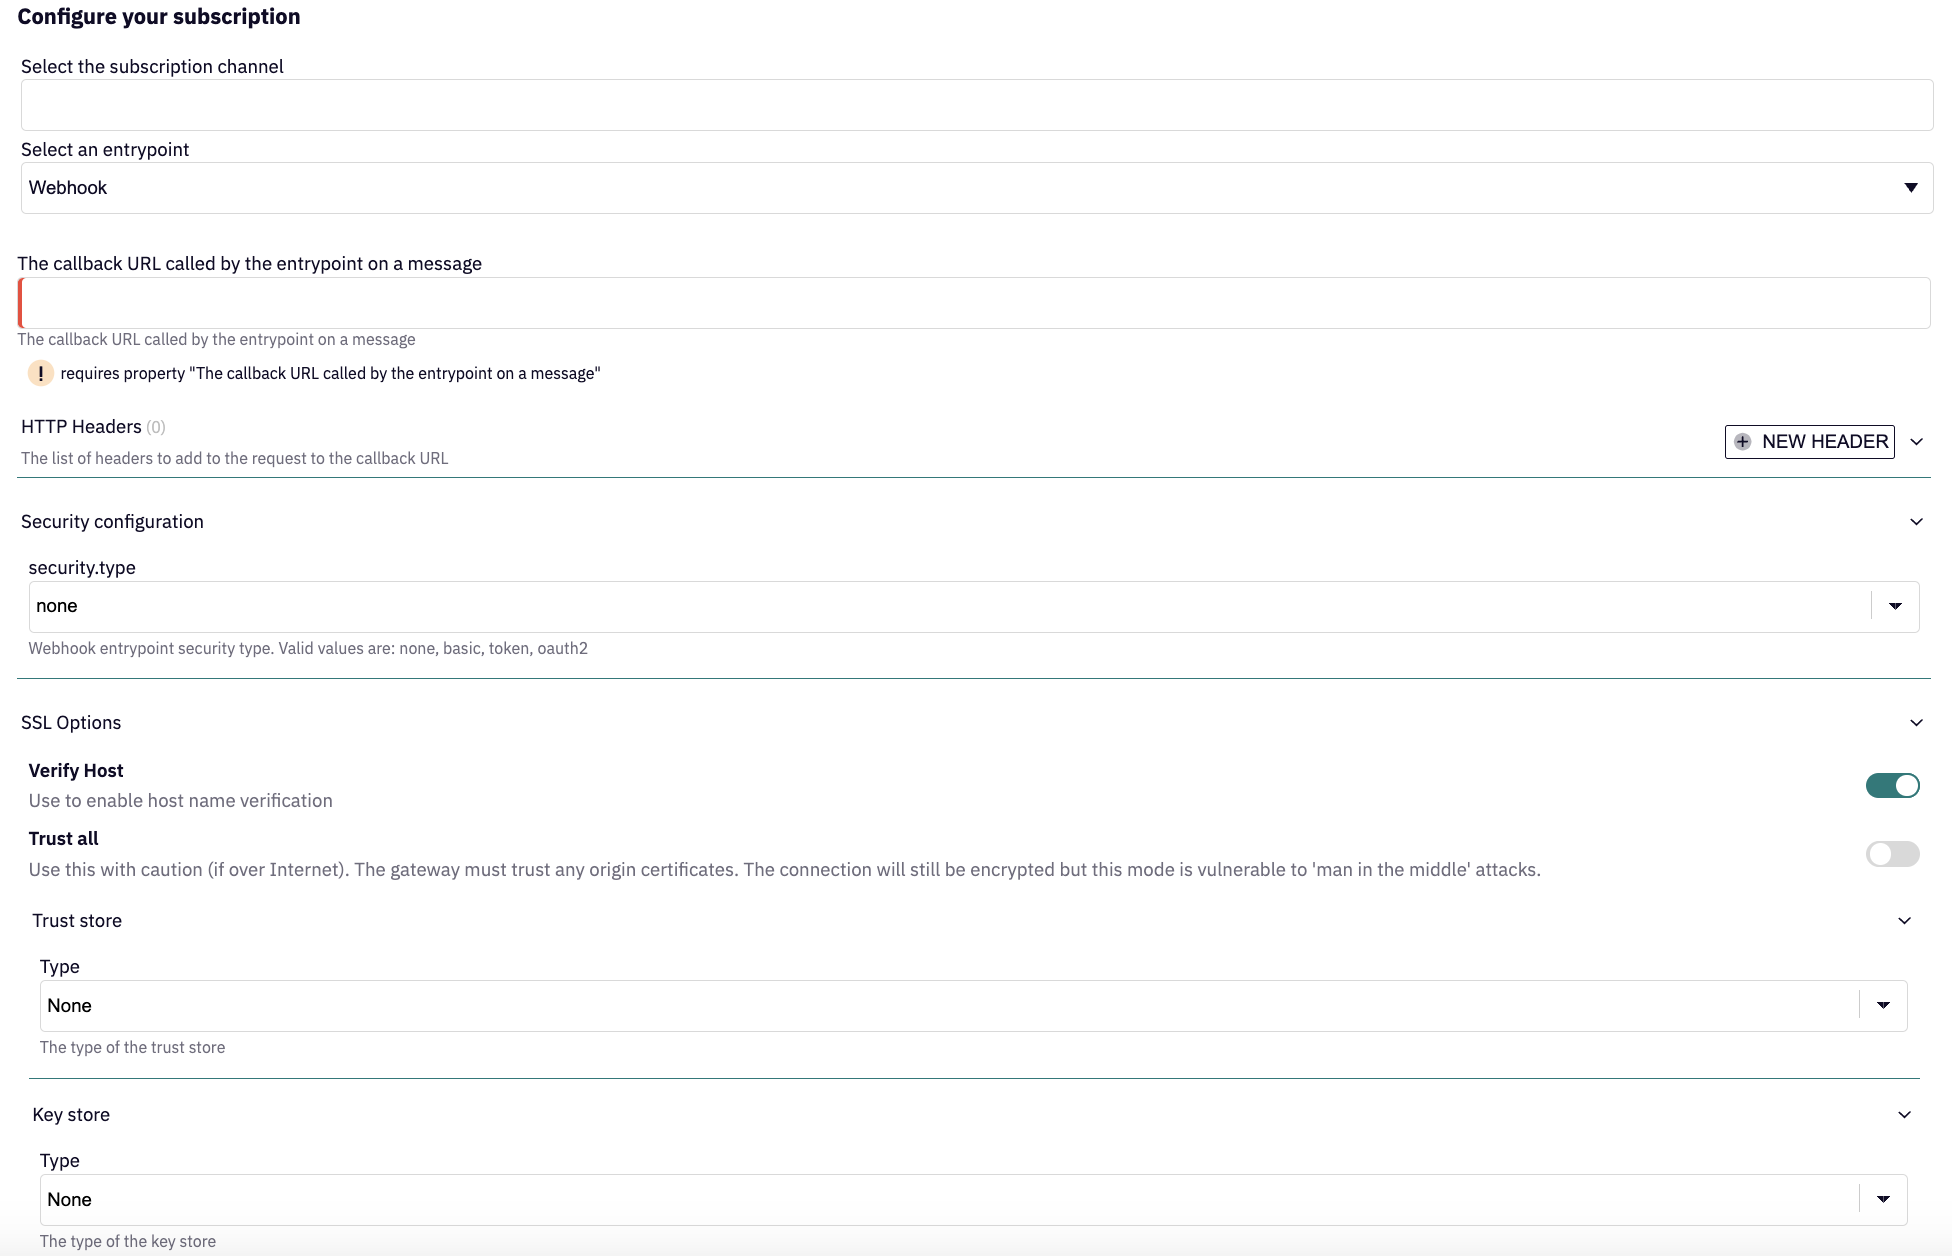 Configure your subscription
Select the subscription channel
Select an entrypoint
Webhook
The callback URL called by the entrypoint on a message
The callback URL called by the entrypoint on a message
! requires property "The callback URL called by the entrypoint on a message"
HTTP Headers (0)
NEW HEADER
The list of headers to add to the request to the callback URL
Security configuration
security.type
none
Webhook entrypoint security type. Valid values are: none, basic, token, oauth2
SSL Options
Verify Host
Use to enable host name verification
Trust all
Use this with caution (if over Internet). The gateway must trust any origin certificates. The connection will still be encrypted but this mode is vulnerable to 'man in the middle' attacks.
Trust store
Type
None
The type of the trust store
Key store
Type
None
The type of the key store